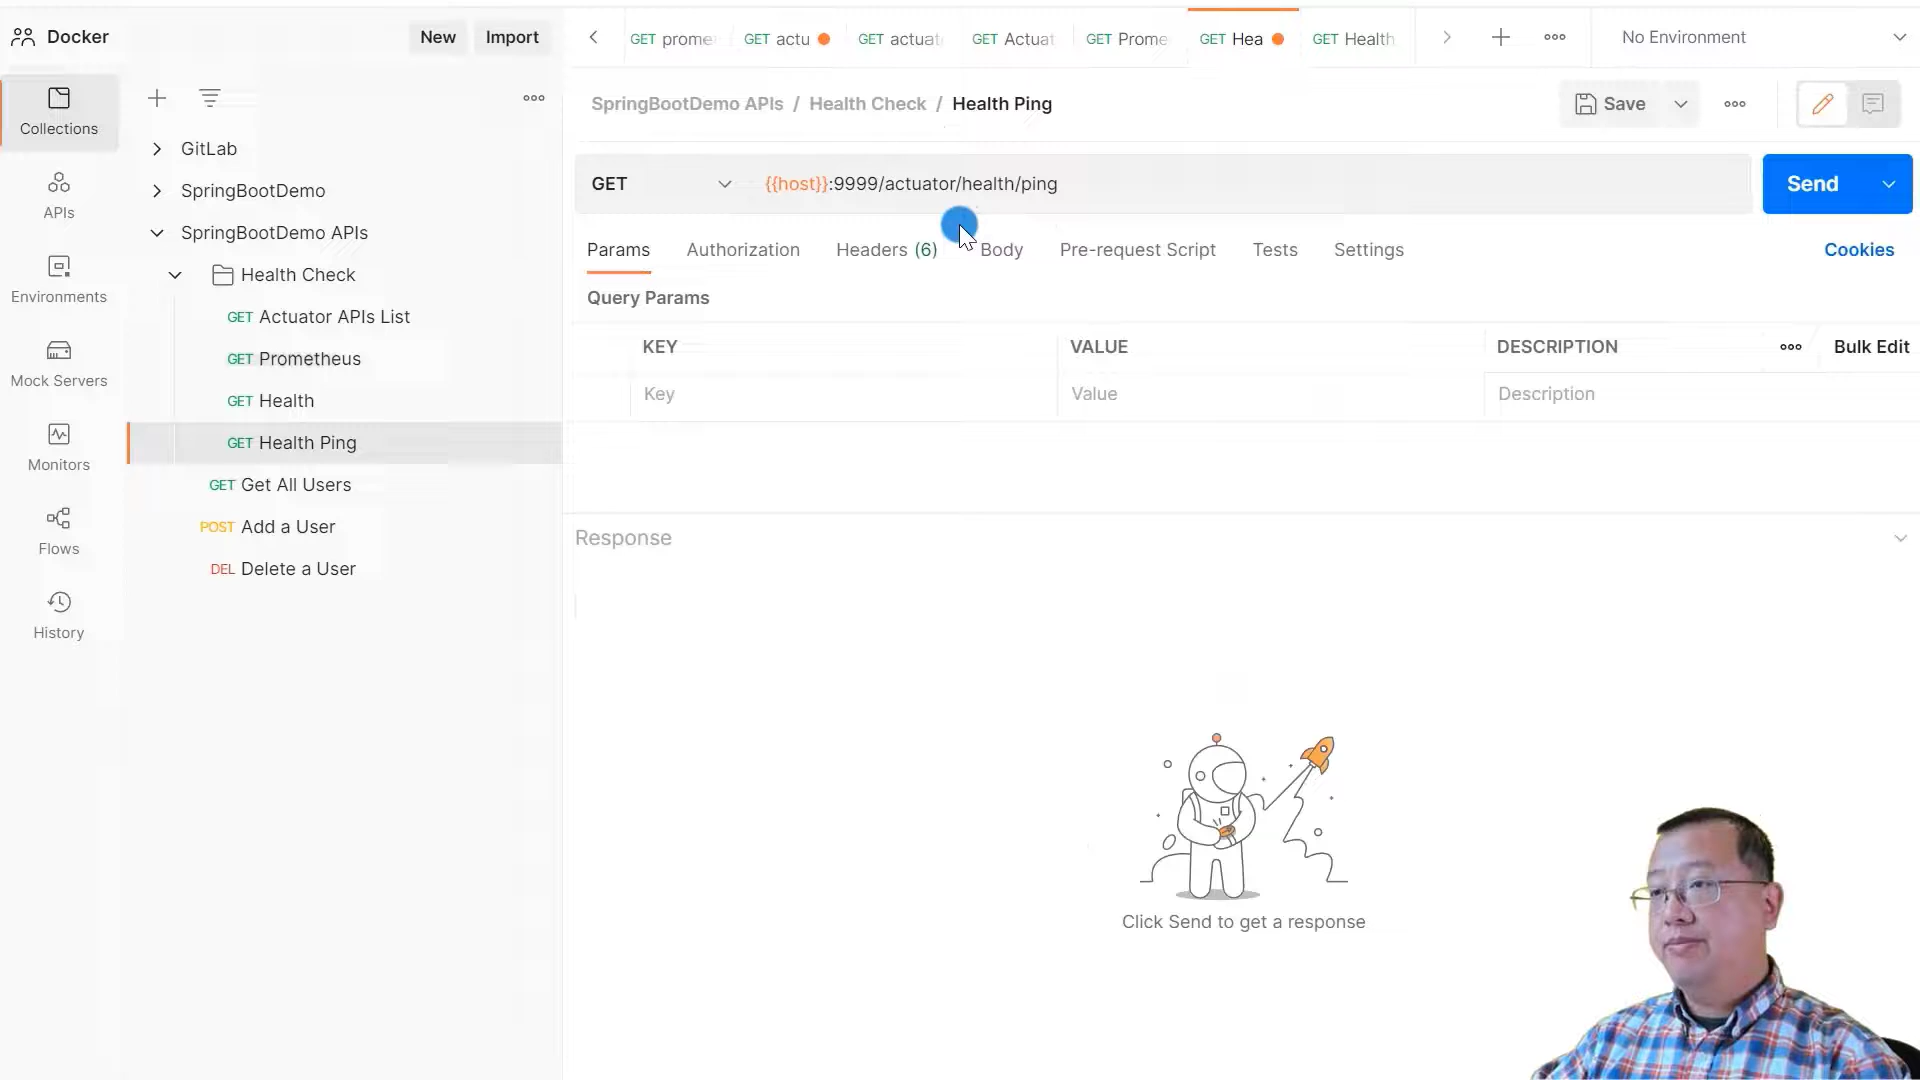 Docker
New
Import
GET prome
GET actu
GET actuat
GET Actuat
GET Prome
GET Hea
GET Health
No Environment
Collections
APIs
Environments
Mock Servers
Monitors
Flows
History
GitLab
SpringBootDemo
SpringBootDemo APIs
Health Check
GET Actuator APIs List
GET Prometheus
GET Health
GET Health Ping
GET Get All Users
POST Add a User
DEL Delete a User
SpringBootDemo APIs / Health Check / Health Ping
Save
GET
{{host}}:9999/actuator/health/ping
Send
Params
Authorization
Headers (6)
Body
Pre-request Script
Tests
Settings
Cookies
Query Params
KEY
VALUE
DESCRIPTION
Bulk Edit
Key
Value
Description
Response
Click Send to get a response